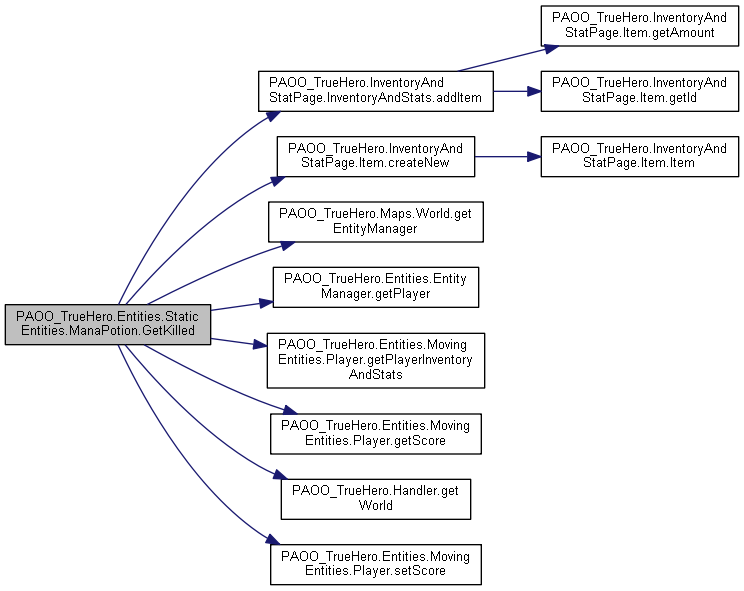 PAOO_TrueHero.Entities.Static
Entities.ManaPotion.GetKilled
PAOO_TrueHero.InventoryAnd
StatPage.InventoryAndStats.addItem
PAOO_TrueHero.InventoryAnd
StatPage.Item.getAmount
PAOO_TrueHero.InventoryAnd
StatPage.Item.getId
PAOO_TrueHero.InventoryAnd
StatPage.Item.createNew
PAOO_TrueHero.InventoryAnd
StatPage.Item.Item
PAOO_TrueHero.Maps.World.get
EntityManager
PAOO_TrueHero.Entities.Entity
Manager.getPlayer
PAOO_TrueHero.Entities.Moving
Entities.Player.getPlayerInventory
AndStats
PAOO_TrueHero.Entities.Moving
Entities.Player.getScore
PAOO_TrueHero.Handler.get
World
PAOO_TrueHero.Entities.Moving
Entities.Player.setScore